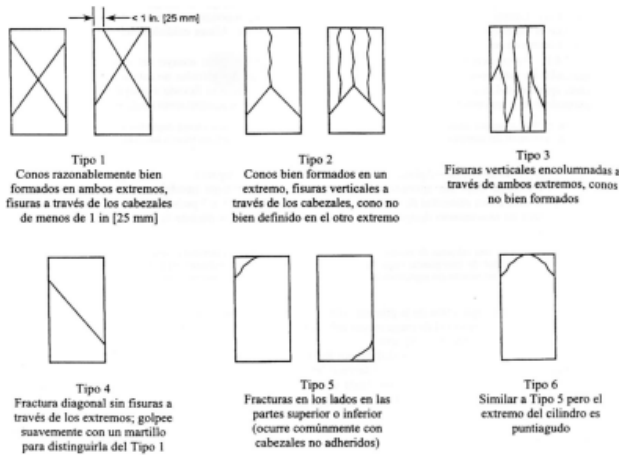 < 1 in. [25 mm]
Tipo 1
Conos razonablemente bien
formados en ambos extremos,
fisuras a través de los cabezales
de menos de 1 in [25 mm]
Tipo 2
Conos bien formados en un
extremo, fisuras verticales a
través de los cabezales, cono no
bien definido en el otro extremo
Tipo 3
Fisuras verticales encolumnadas a
través de ambos extremos, conos
no bien formados
Tipo 4
Fractura diagonal sin fisuras a
través de los extremos; golpee
suavemente con un martillo
para distinguirla del Tipo 1
Tipo 5
Fracturas en los lados en las
partes superior o inferior
(ocurre comúnmente con
cabezales no adheridos)
Tipo 6
Similar a Tipo 5 pero el
extremo del cilindro es
puntiagudo